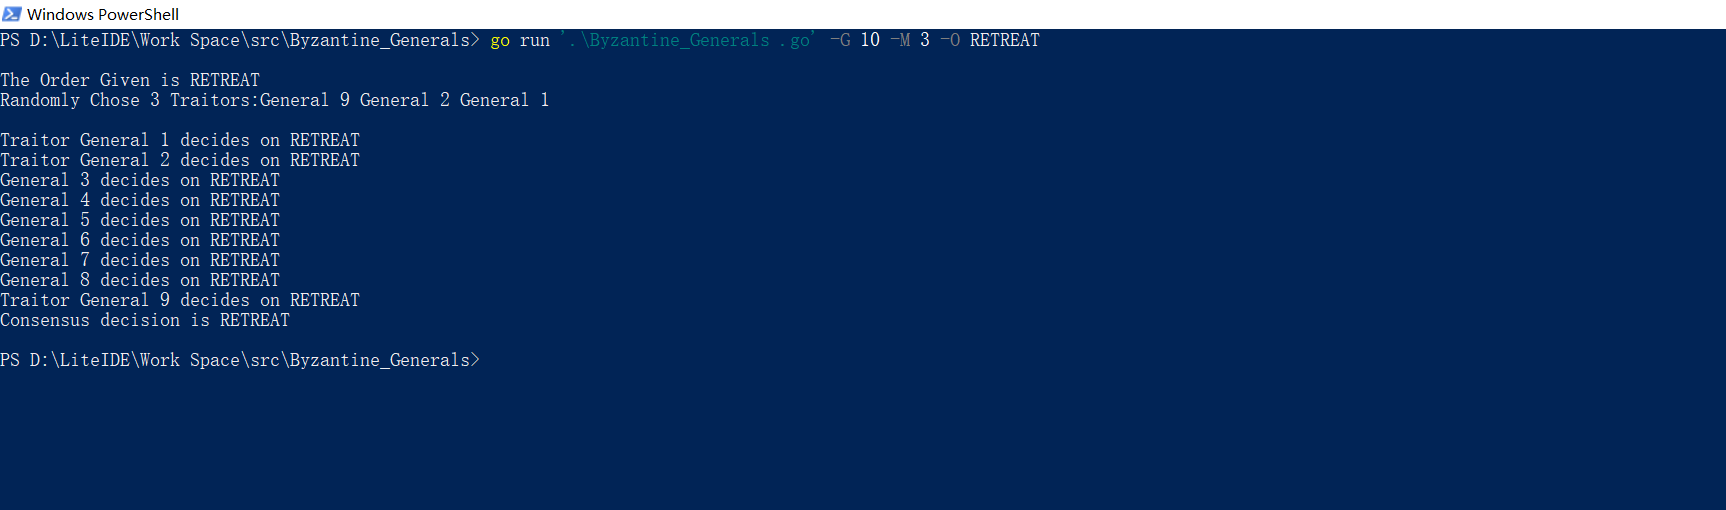 Windows PowerShell
PS D:\LiteIDE\Work Space\src\Byzantine_Generals> go run '.\Byzantine_Generals .go' -G 10 -M 3 -O RETREAT
The Order Given is RETREAT
Randomly Chose 3 Traitors:General 9 General 2 General 1
Traitor General 1 decides on RETREAT
Traitor General 2 decides on RETREAT
General 3 decides on RETREAT
General 4 decides on RETREAT
General 5 decides on RETREAT
General 6 decides on RETREAT
General 7 decides on RETREAT
General 8 decides on RETREAT
Traitor General 9 decides on RETREAT
Consensus decision is RETREAT
PS D:\LiteIDE\Work Space\src\Byzantine_Generals>